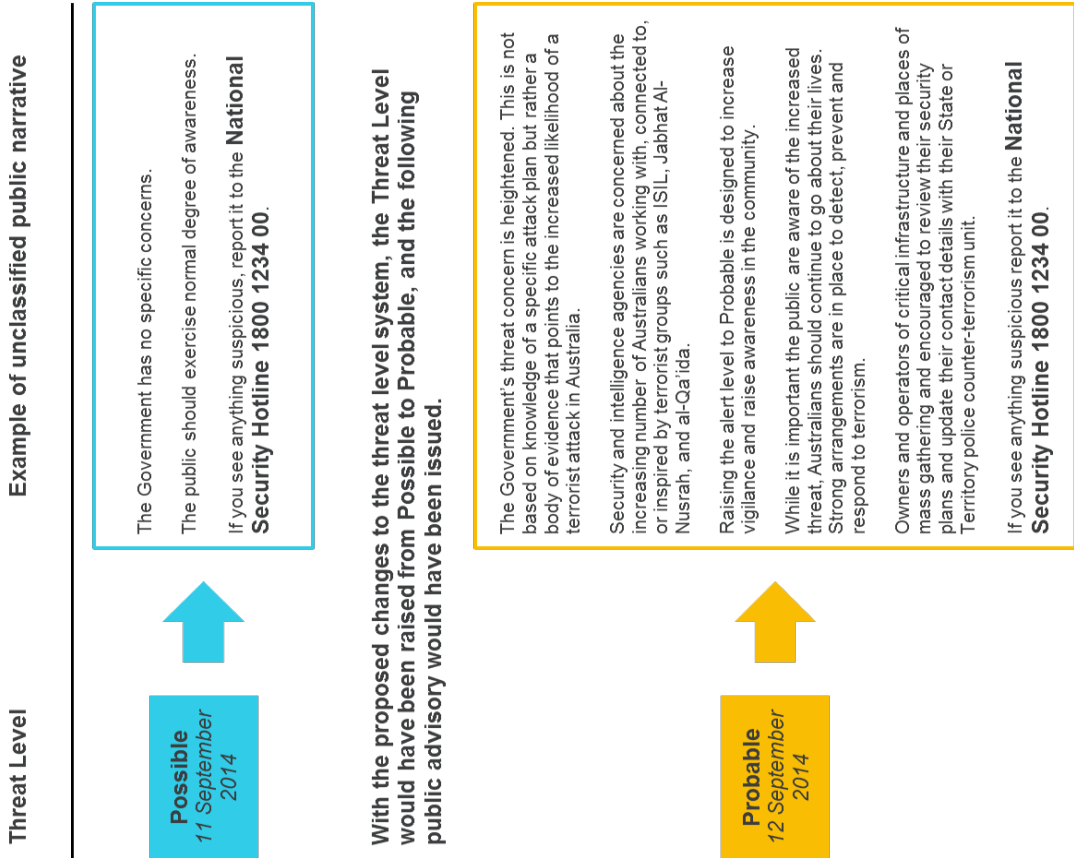 Threat Level
Example of unclassified public narrative
Possible
11 September
2014
The Government has no specific concerns.
The public should exercise normal degree of awareness.
If you see anything suspicious, report it to the National
Security Hotline 1800 1234 00.
With the proposed changes to the threat level system, the Threat Level
would have been raised from Possible to Probable, and the following
public advisory would have been issued.
Probable
12 September
2014
The Government's threat concern is heightened. This is not
based on knowledge of a specific attack plan but rather a
body of evidence that points to the increased likelihood of a
terrorist attack in Australia.
Security and intelligence agencies are concerned about the
increasing number of Australians working with, connected to,
or inspired by terrorist groups such as ISIL, Jabhat Al-
Nusrah, and al-Qa'ida.
Raising the alert level to Probable is designed to increase
vigilance and raise awareness in the community.
While it is important the public are aware of the increased
threat, Australians should continue to go about their lives.
Strong arrangements are in place to detect, prevent and
respond to terrorism.
Owners and operators of critical infrastructure and places of
mass gathering and encouraged to review their security
plans and update their contact details with their State or
Territory police counter-terrorism unit.
If you see anything suspicious report it to the National
Security Hotline 1800 1234 00.